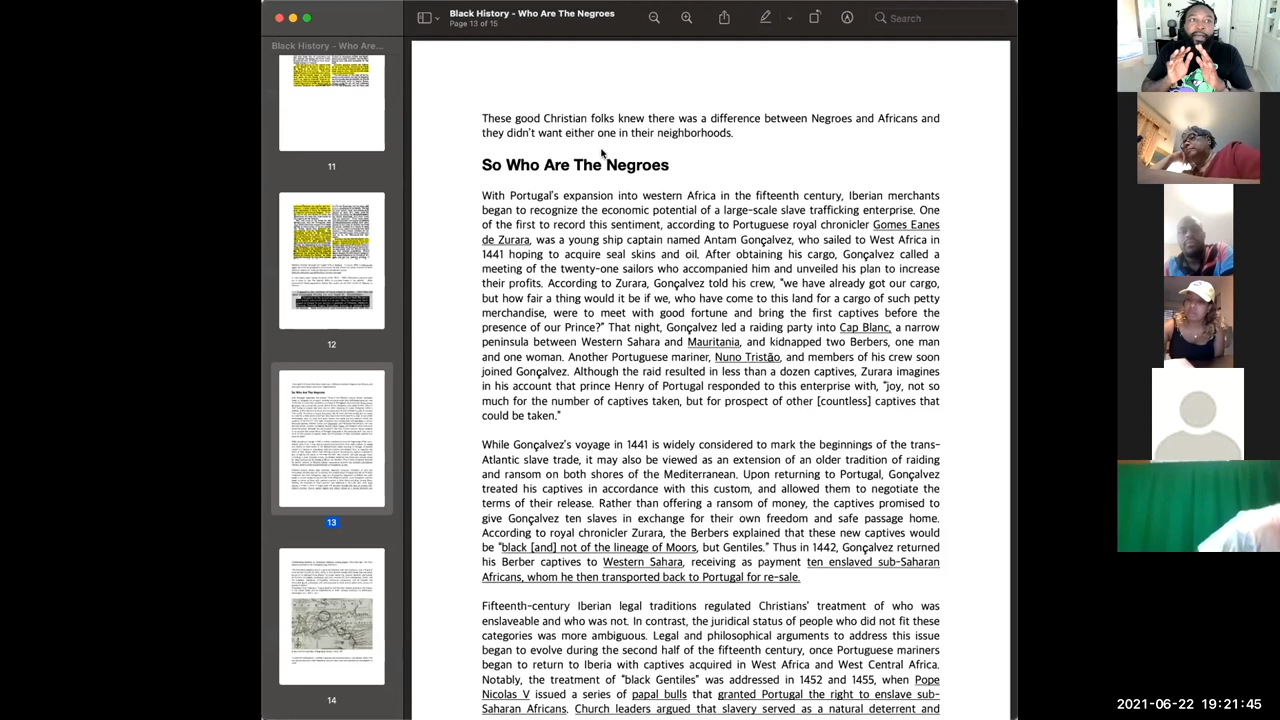 Black History - Who Are The Negroes
Page 13 of 15
Search
Black History - Who Are...
11
12
13
14
These good Christian folks knew there was a difference between Negroes and Africans and
they didn't want either one in their neighborhoods.
So Who Are The Negroes
With Portugal's expansion into western Africa in the fifteenth century, Iberian merchants
began to recognize the economic potential of a large-scale slave trafficking enterprise. One
of the first to record this sentiment, according to Portuguese royal chronicler Gomes Eanes
de Zurara, was a young ship captain named Antam Gonçalvez, who sailed to West Africa in
1441 hoping to acquire seal skins and oil. After obtaining his cargo, Gonçalvez called a
meeting of the twenty-one sailors who accompanied him and unveiled his plan to increase
their profits. According to Zurara, Gonçalvez told his crew, "we have already got our cargo,
but how fair a thing would it be if we, who have come to this land for a cargo of such petty
merchandise, were to meet with good fortune and bring the first captives before the
presence of our Prince?" That night, Gonçalvez led a raiding party into Cap Blanc, a narrow
peninsula between Western Sahara and Mauritania, and kidnapped two Berbers, one man
and one woman. Another Portuguese mariner, Nuno Tristão, and members of his crew soon
joined Gonçalvez. Although the raid resulted in less than a dozen captives, Zurara imagines
in his account that prince Henry of Portugal responded to this enterprise with, "joy, not so
much for the number of captives taken, but for prospect of other [countless] captives that
could be taken."
While Gonçalvez' voyage in 1441 is widely considered to mark the beginnings of the trans-
Atlantic slave trade, it may also be viewed as an extension of an older tradition of raiding
and ransom on both shores of the Mediterranean. Upon returning to Portugal, Gonçalvez
treated his captives in accordance with this custom, and allowed them to negotiate the
terms of their release. Rather than offering a ransom of money, the captives promised to
give Gonçalvez ten slaves in exchange for their own freedom and safe passage home.
According to royal chronicler Zurara, the Berbers explained that these new captives would
be "black [and] not of the lineage of Moors, but Gentiles." Thus in 1442, Gonçalvez returned
his Berber captives to Western Sahara, receiving as payment ten enslaved sub-Saharan
Africans, whom he then transported back to Portugal for re-sale.
Fifteenth-century Iberian legal traditions regulated Christians' treatment of who was
enslaveable and who was not. In contrast, the juridical status of people who did not fit these
categories was more ambiguous. Legal and philosophical arguments to address this issue
began to evolve in the second half of the fifteenth century, once Portuguese mariners
began to return to Iberia with captives acquired in West Africa and West Central Africa.
Notably, the treatment of "black Gentiles" was addressed in 1452 and 1455, when Pope
Nicolas V issued a series of papal bulls that granted Portugal the right to enslave sub-
Saharan Africans. Church leaders argued that slavery served as a natural deterrent and
2021-06-22 19:21:45